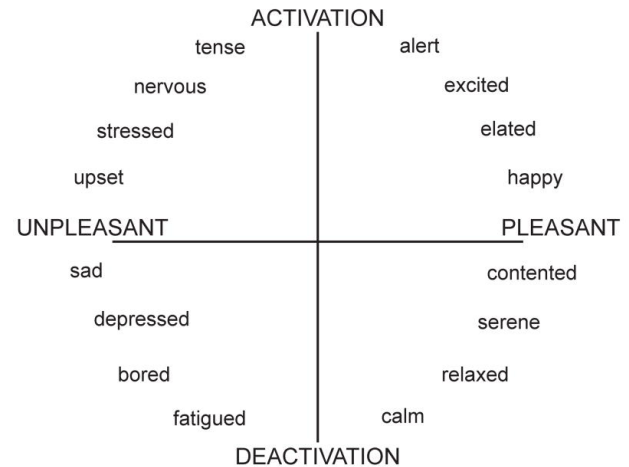 ACTIVATION
tense alert
nervous excited
stressed elated
upset happy
UNPLEASANT PLEASANT
sad contented
depressed serene
bored relaxed
fatigued calm
DEACTIVATION